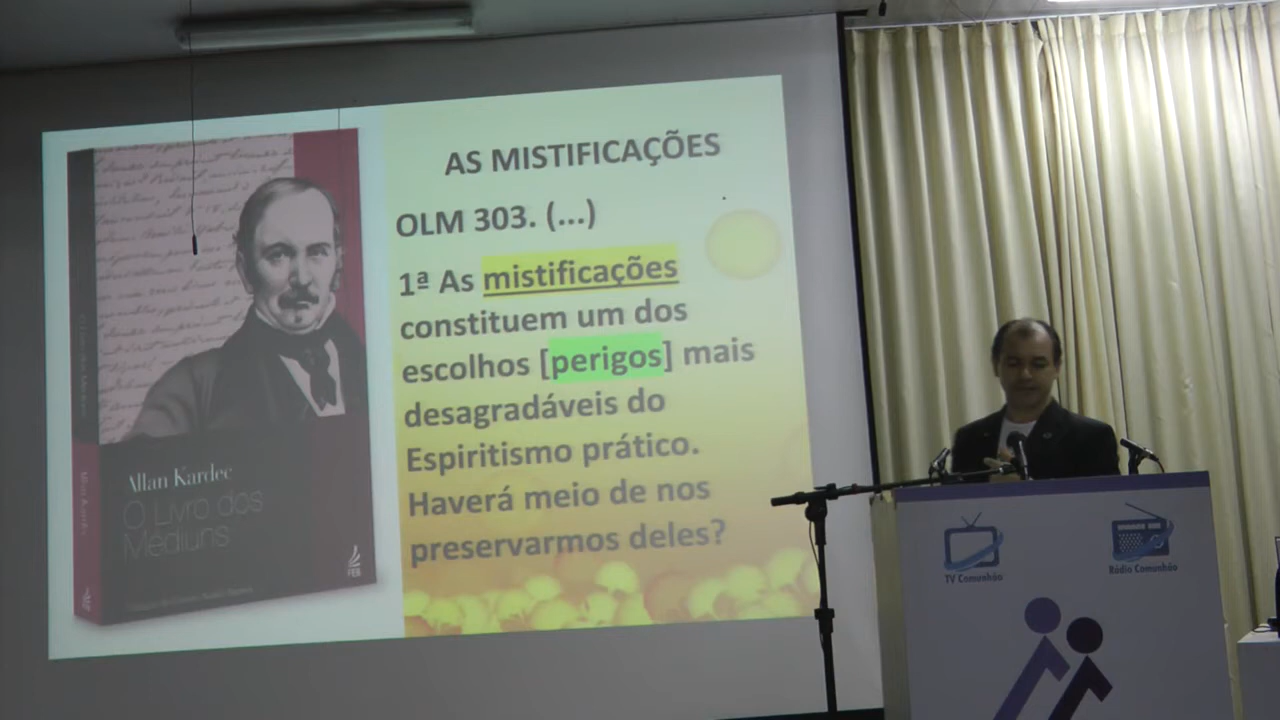 AS MISTIFICAÇÕES
OLM 303. (...)
1ª As mistificações
constituem um dos
escolhos [perigos] mais
desagradáveis do
Espiritismo prático.
Haverá meio de nos
preservarmos deles?
Allan Kardec
O Livro dos
Médiuns
FEB
TV Comunhão
Rádio Comunhão